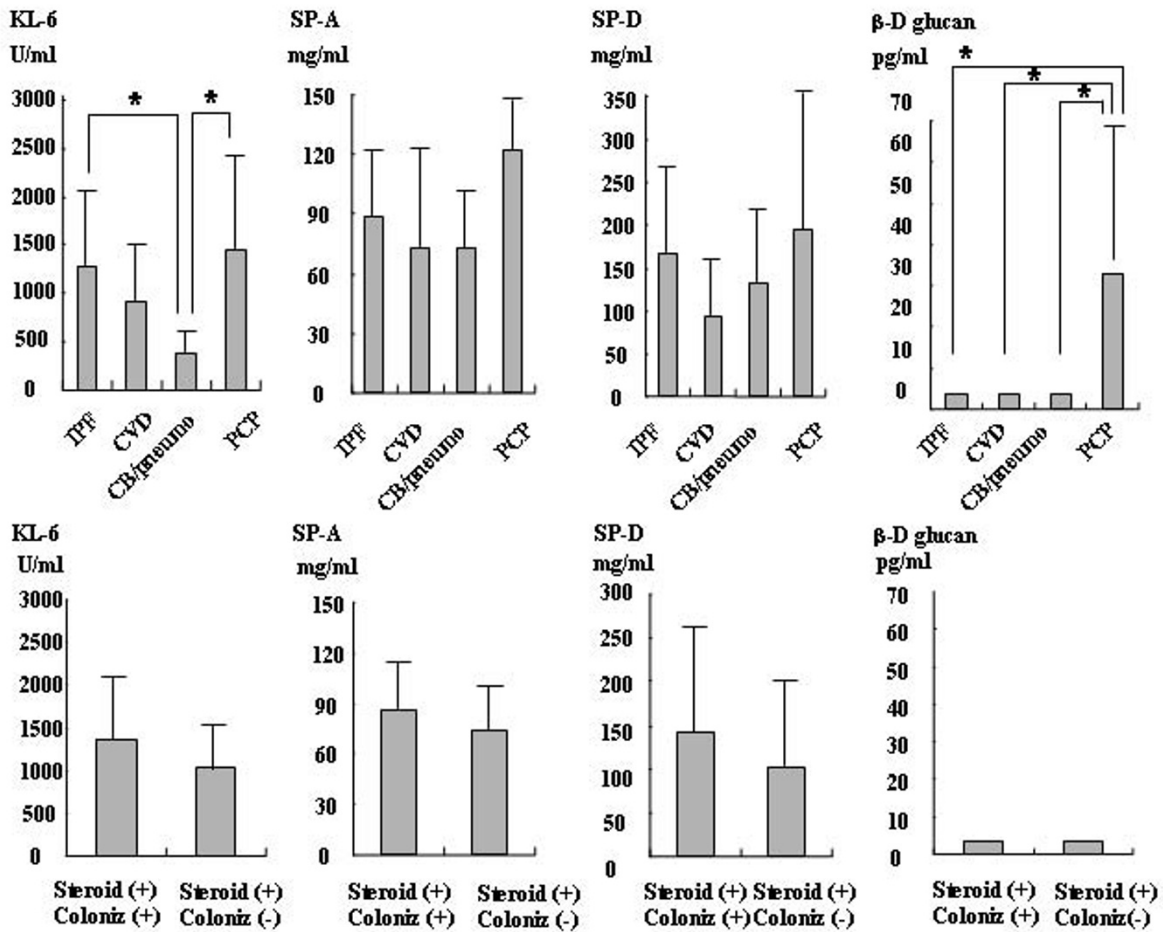 KL-6
U/ml
3000
2500
2000
1500
1000
500
0
IPF
CVD
CB/pneumo
PCP
*
*
SP-A
mg/ml
150
120
90
60
30
0
IPF
CVD
CB/pneumo
PCP
SP-D
mg/ml
350
300
250
200
150
100
50
0
IPF
CVD
CB/pneumo
PCP
β-D glucan
pg/ml
*
*
*
70
60
50
40
30
20
10
0
IPF
CVD
CB/pneumo
PCP
KL-6
U/ml
3000
2500
2000
1500
1000
500
0
Steroid (+) Steroid (+)
Coloniz (+) Coloniz (-)
SP-A
mg/ml
150
120
90
60
30
0
Steroid (+) Steroid (+)
Coloniz (+) Coloniz (-)
SP-D
mg/ml
300
250
200
150
100
50
0
Steroid (+) Steroid (+)
Coloniz (+) Coloniz (-)
β-D glucan
pg/ml
70
60
50
40
30
20
10
0
Steroid (+) Steroid (+)
Coloniz (+) Coloniz(-)